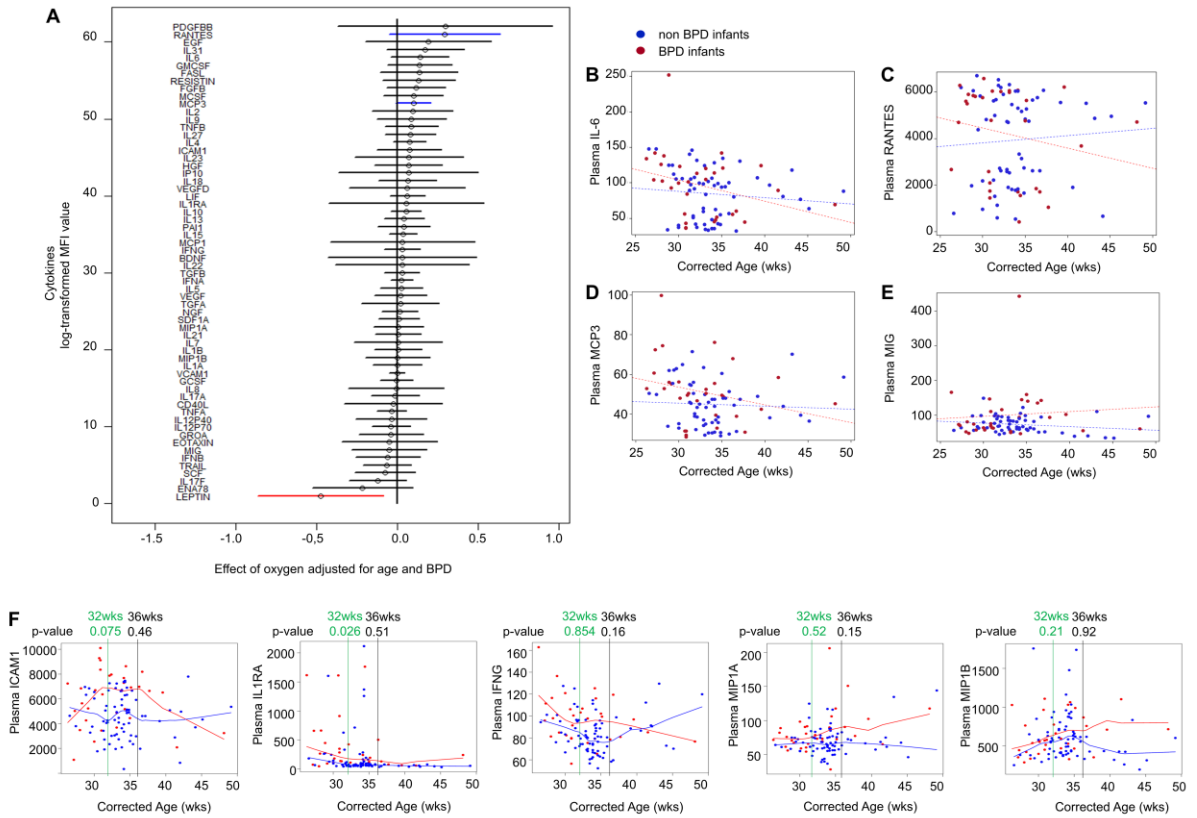 A
Cytokines
log-transformed MFI value
60
50
40
30
20
10
0
PDGFBB
RANTES
EGF
IL31
IL6
GMCSF
FASL
RESISTIN
FGFB
MCSF
MCP3
IL2
IL9
TNFB
IL27
IL4
ICAM1
IL23
HGF
IP10
IL18
VEGFD
LIF
IL1RA
IL10
IL13
PAI1
IL15
MCP1
IFNG
BDNF
IL22
TGFB
IFNA
IL5
VEGF
TGFA
NGF
SDF1A
MIP1A
IL21
IL7
IL1B
MIP1B
IL1A
VCAM1
GCSF
IL8
IL17A
CD40L
TNFA
IL12P40
IL12P70
GROA
EOTAXIN
MIG
IFNB
TRAIL
SCF
IL17F
ENA78
LEPTIN
-1.5 -1.0 -0,5 0.0 0.5 1.0
Effect of oxygen adjusted for age and BPD
non BPD infants
BPD infants
B
Plasma IL-6
250
200
150
100
50
25 30 35 40 45 50
Corrected Age (wks)
C
Plasma RANTES
6000
4000
2000
0
25 30 35 40 45 50
Corrected Age (wks)
D
Plasma MCP3
100
80
60
40
25 30 35 40 45 50
Corrected Age (wks)
E
Plasma MIG
400
300
200
100
0
25 30 35 40 45 50
Corrected Age (wks)
F
32wks 36wks
p-value 0.075 0.46
Plasma ICAM1
10000
8000
6000
4000
2000
30 35 40 45 50
Corrected Age (wks)
32wks 36wks
p-value 0.026 0.51
Plasma IL1RA
2000
1500
1000
500
0
30 35 40 45 50
Corrected Age (wks)
32wks 36wks
p-value 0.854 0.16
Plasma IFNG
160
140
120
100
80
60
30 35 40 45 50
Corrected Age (wks)
32wks 36wks
p-value 0.52 0.15
Plasma MIP1A
200
150
100
50
30 35 40 45 50
Corrected Age (wks)
32wks 36wks
p-value 0.21 0.92
Plasma MIP1B
1500
1000
500
30 35 40 45 50
Corrected Age (wks)